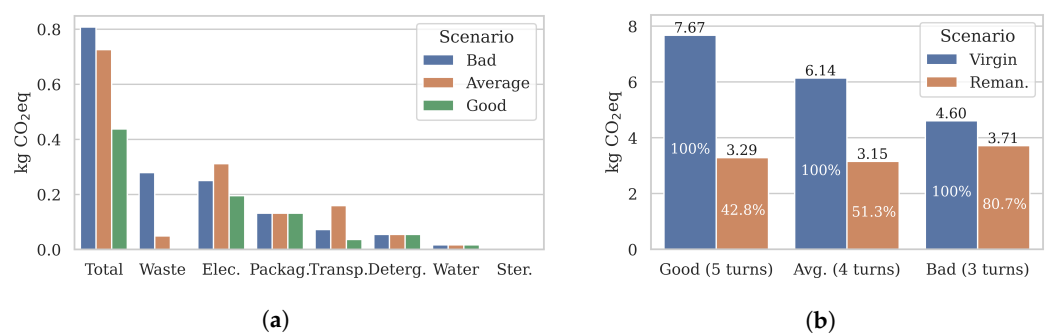 0.8
0.6
0.4
0.2
0.0
kg CO₂eq
Scenario
Bad
Average
Good
Total Waste Elec. Packag. Transp. Deterg. Water Ster.
(a)
8
6
4
2
0
kg CO₂eq
Scenario
Virgin
Reman.
7.67
6.14
4.60
3.29
3.15
3.71
100%
42.8%
100%
51.3%
100%
80.7%
Good (5 turns) Avg. (4 turns) Bad (3 turns)
(b)